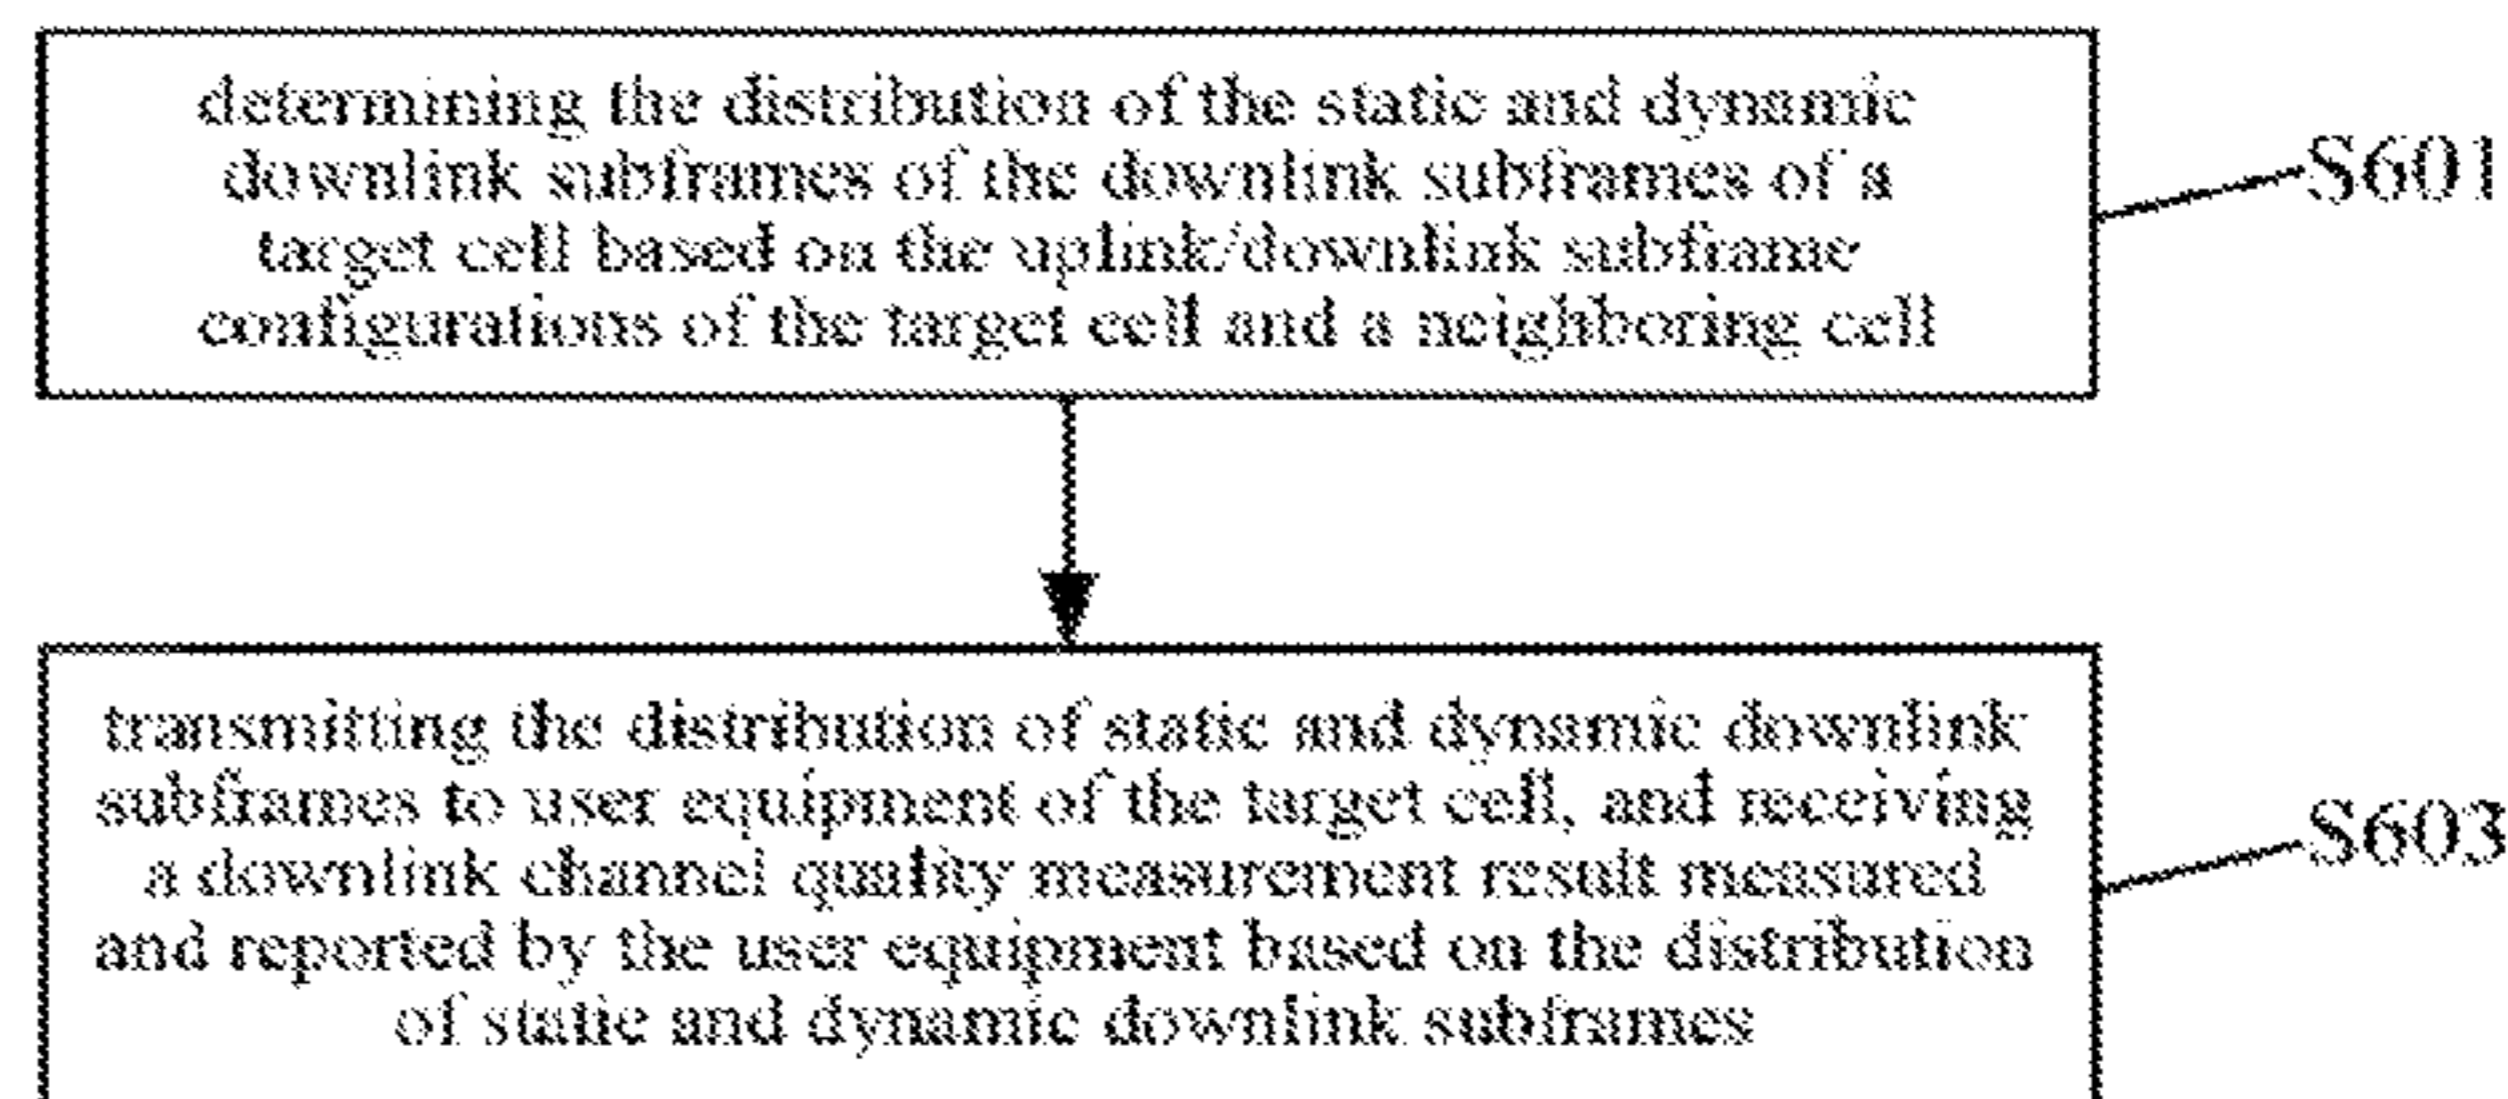 determining the distribution of the static and dynamic
downlink subframes of the downlink subframes of a
target cell based on the uplink/downlink subframe
configurations of the target cell and a neighboring cell
S601
transmitting the distribution of static and dynamic downlink
subframes to user equipment of the target cell, and receiving
a downlink channel quality measurement result measured
and reported by the user equipment based on the distribution
of static and dynamic downlink subframes
S603